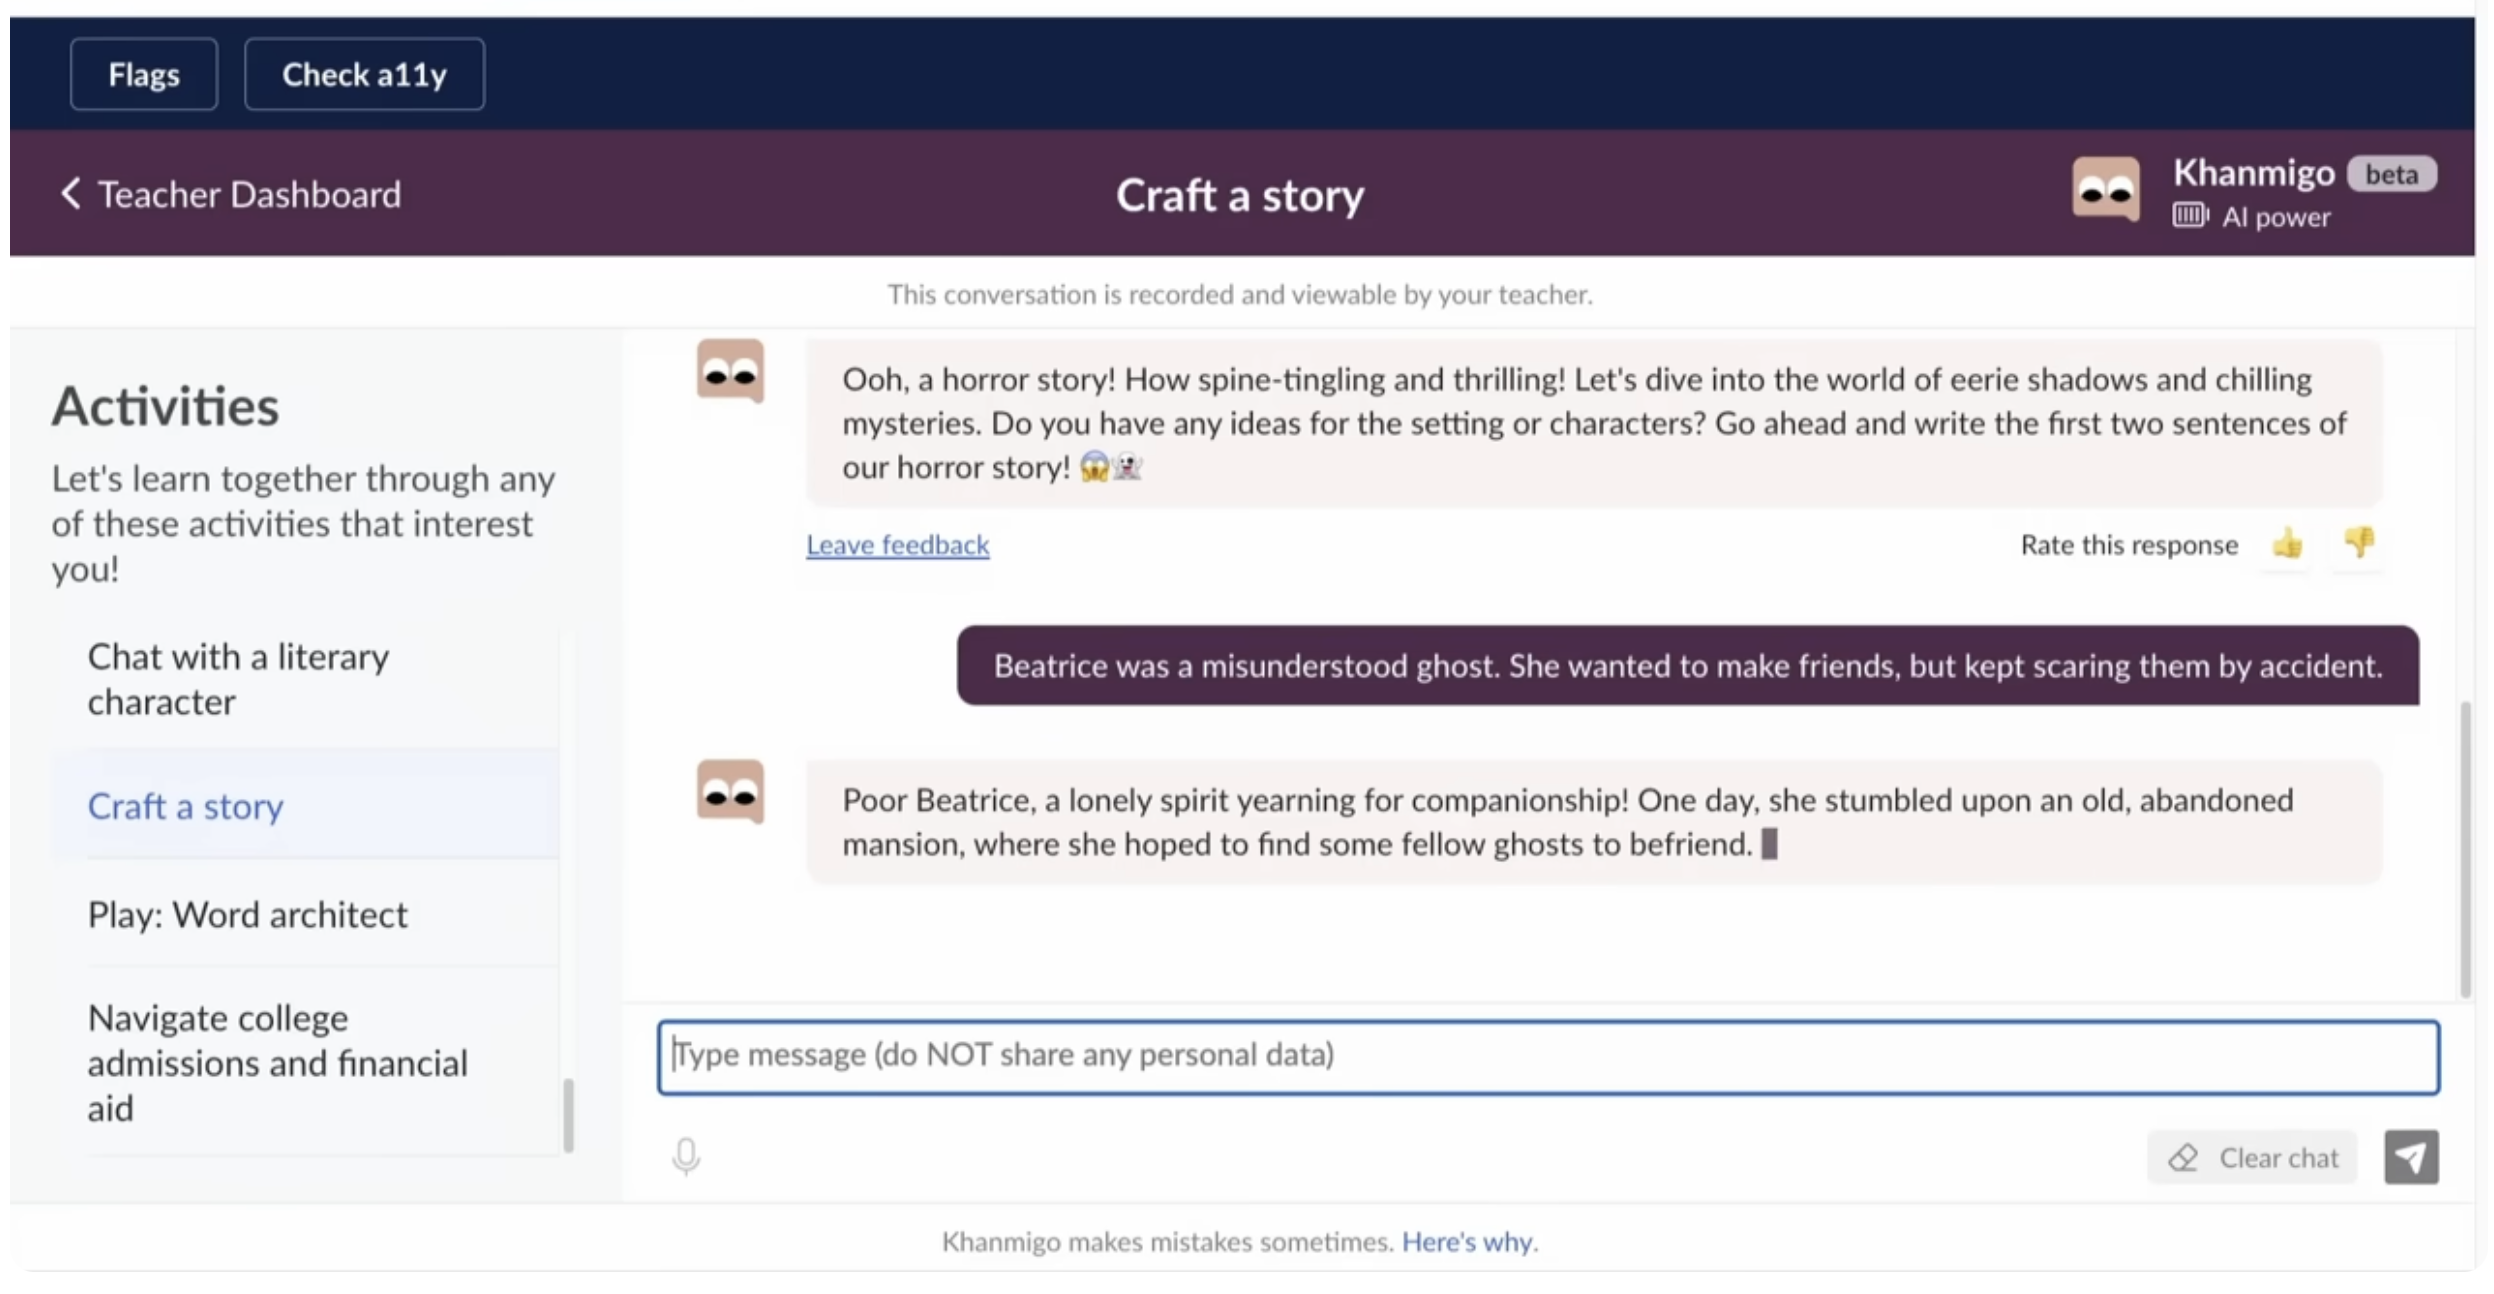 Flags
Check a11y
Teacher Dashboard
Craft a story
Khanmigo beta
AI power
This conversation is recorded and viewable by your teacher.
Activities
Let's learn together through any
of these activities that interest
you!
Chat with a literary
character
Craft a story
Play: Word architect
Navigate college
admissions and financial
aid
Ooh, a horror story! How spine-tingling and thrilling! Let's dive into the world of eerie shadows and chilling
mysteries. Do you have any ideas for the setting or characters? Go ahead and write the first two sentences of
our horror story! 😱👻
Leave feedback
Rate this response 👍 👎
Beatrice was a misunderstood ghost. She wanted to make friends, but kept scaring them by accident.
Poor Beatrice, a lonely spirit yearning for companionship! One day, she stumbled upon an old, abandoned
mansion, where she hoped to find some fellow ghosts to befriend.
Type message (do NOT share any personal data)
Clear chat
Khanmigo makes mistakes sometimes. Here's why.